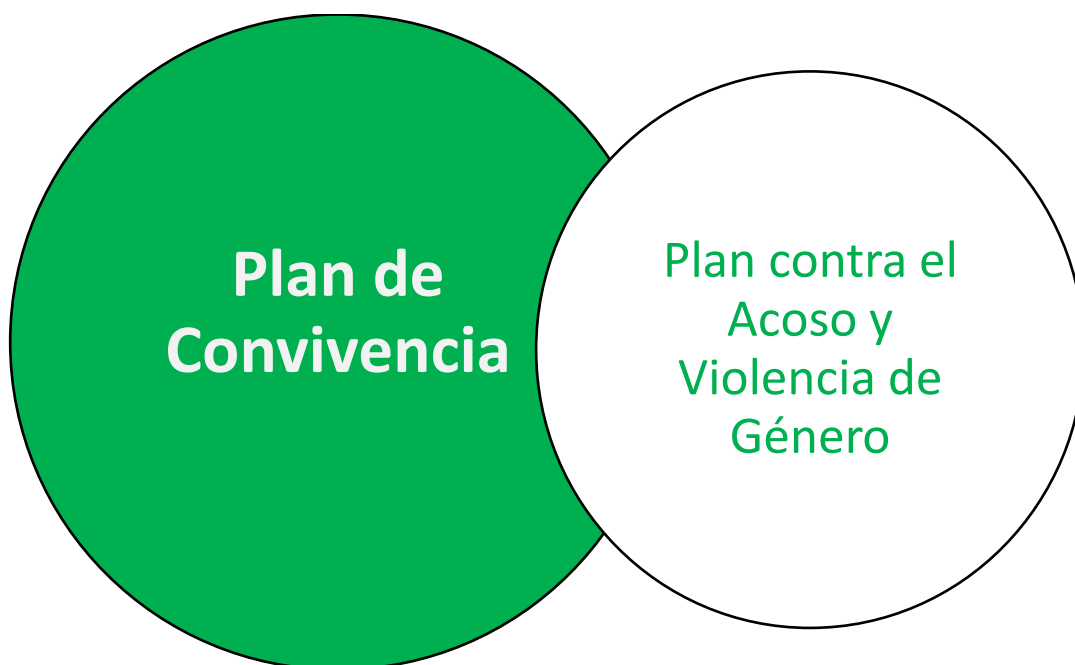 Plan de
Convivencia
Plan contra el
Acoso y
Violencia de
Género